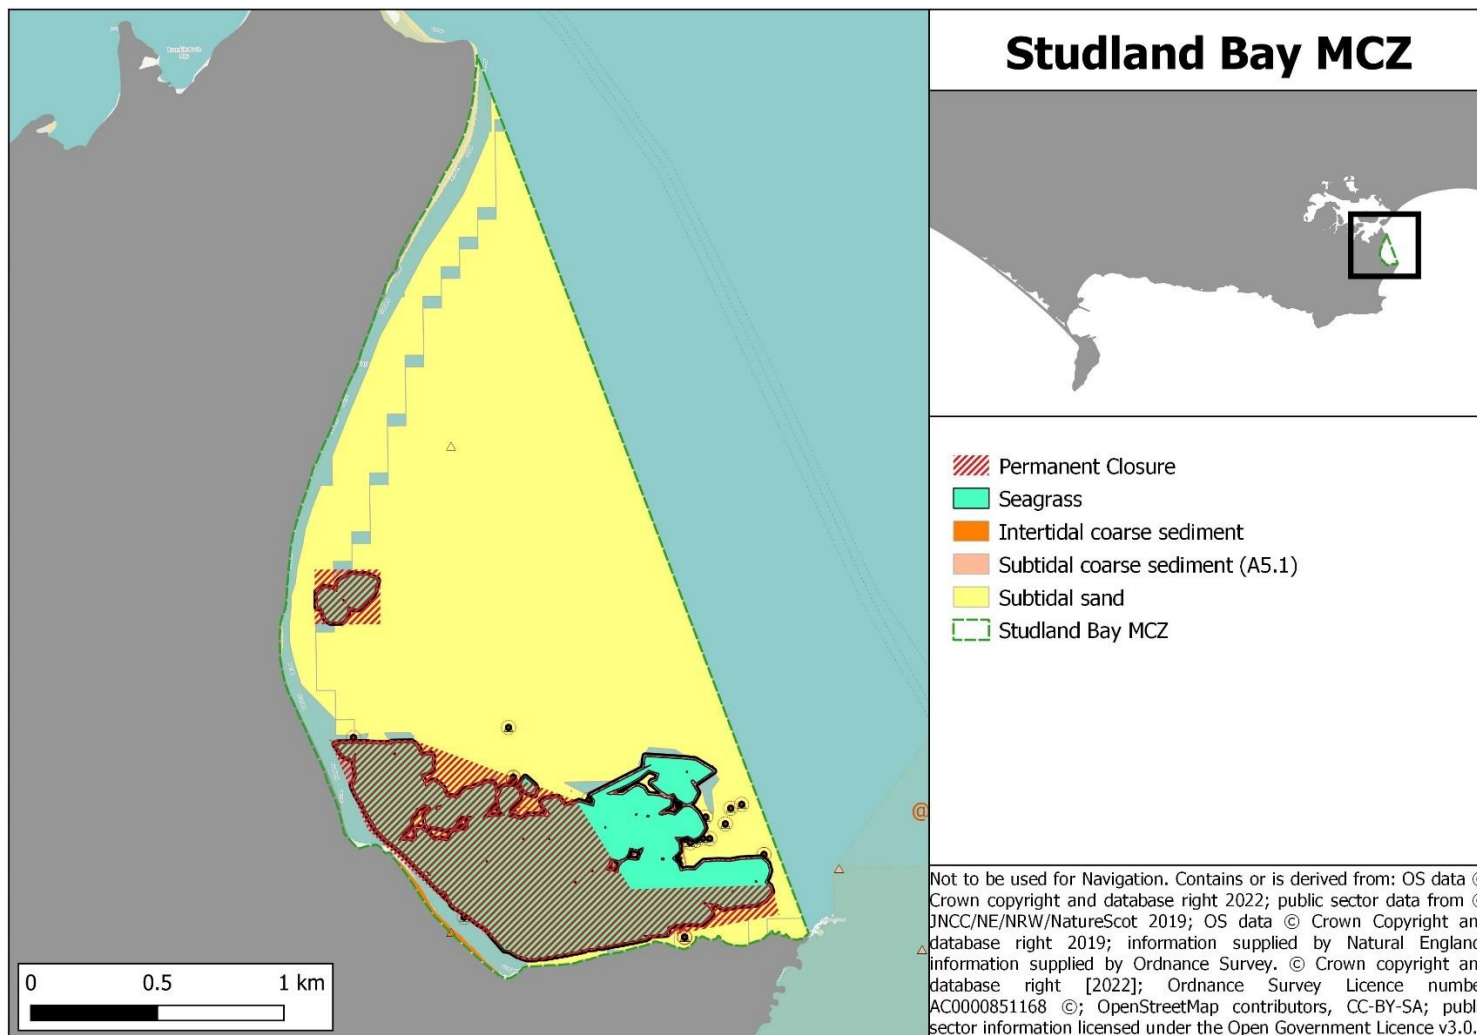 Studland Bay MCZ
Permanent Closure
Seagrass
Intertidal coarse sediment
Subtidal coarse sediment (A5.1)
Subtidal sand
Studland Bay MCZ
@
0 0.5 1 km
Not to be used for Navigation. Contains or is derived from: OS data ©
Crown copyright and database right 2022; public sector data from ©
JNCC/NE/NRW/NatureScot 2019; OS data © Crown Copyright an
database right 2019; information supplied by Natural England
information supplied by Ordnance Survey. © Crown copyright an
database right [2022]; Ordnance Survey Licence numbe
AC0000851168 ©; OpenStreetMap contributors, CC-BY-SA; publ
sector information licensed under the Open Government Licence v3.0.